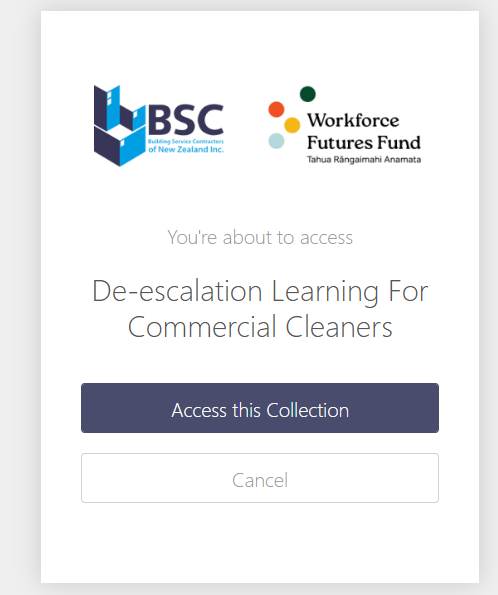 BSC
Building Service Contractors
of New Zealand Inc.
Workforce
Futures Fund
Tahua Rāngaimahi Anamata
You're about to access
De-escalation Learning For
Commercial Cleaners
Access this Collection
Cancel